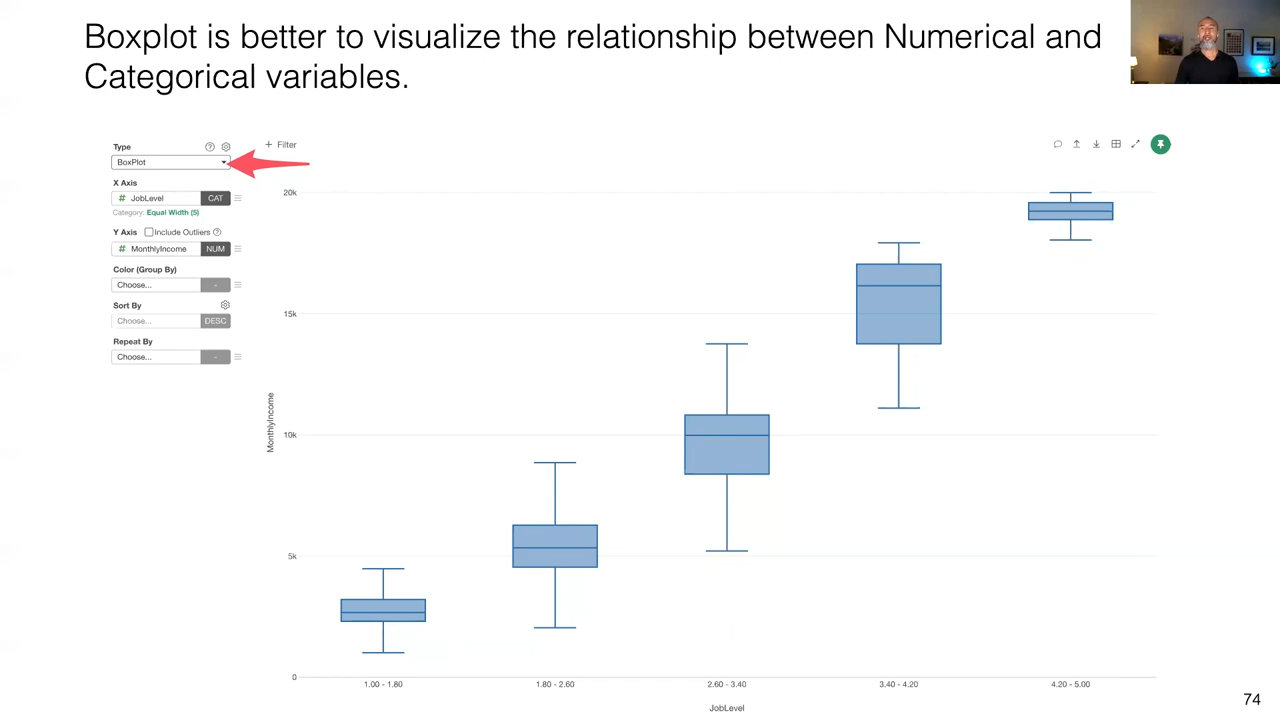 Boxplot is better to visualize the relationship between Numerical and
Categorical variables.
Type
BoxPlot
X Axis
# JobLevel CAT
Category: Equal Width (5)
Y Axis Include Outliers
# MonthlyIncome NUM
Color (Group By)
Choose... -
Sort By
Choose... DESC
Repeat By
Choose... -
+ Filter
20k
15k
10k
5k
0
MonthlyIncome
1.00 - 1.80 1.80 - 2.60 2.60 - 3.40 3.40 - 4.20 4.20 - 5.00
JobLevel
74